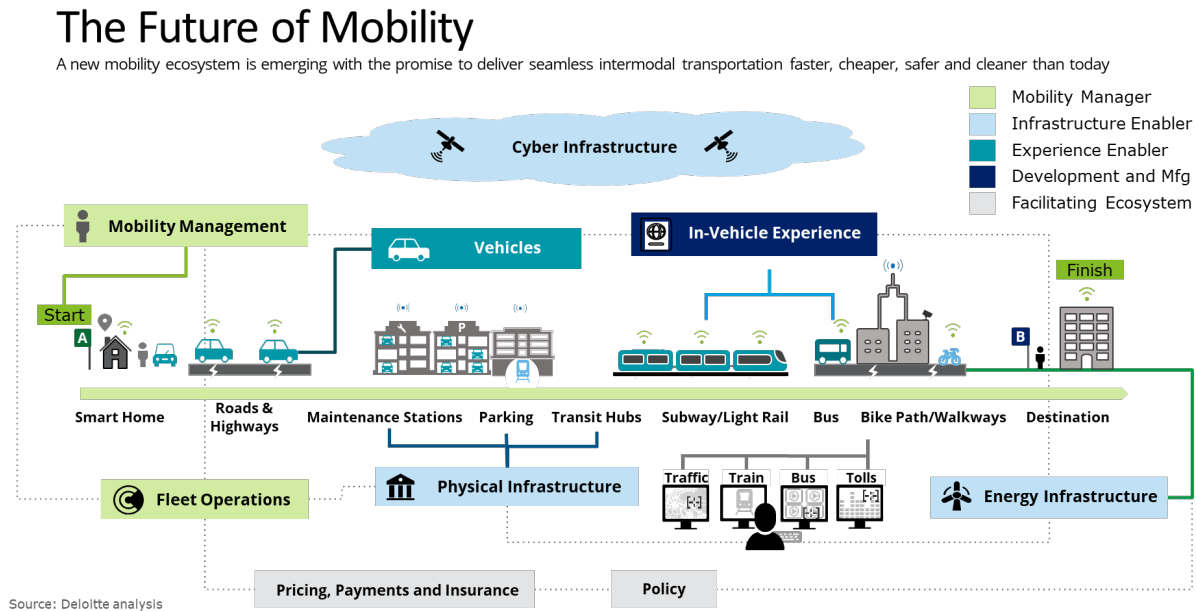 The Future of Mobility
A new mobility ecosystem is emerging with the promise to deliver seamless intermodal transportation faster, cheaper, safer and cleaner than today
Mobility Manager
Infrastructure Enabler
Experience Enabler
Development and Mfg
Facilitating Ecosystem
Cyber Infrastructure
Mobility Management
Vehicles
In-Vehicle Experience
Start
Finish
A
P
B
Smart Home
Roads &
Highways
Maintenance Stations
Parking
Transit Hubs
Subway/Light Rail
Bus
Bike Path/Walkways
Destination
Fleet Operations
Physical Infrastructure
Traffic
Train
Bus
Tolls
Energy Infrastructure
Pricing, Payments and Insurance
Policy
Source: Deloitte analysis